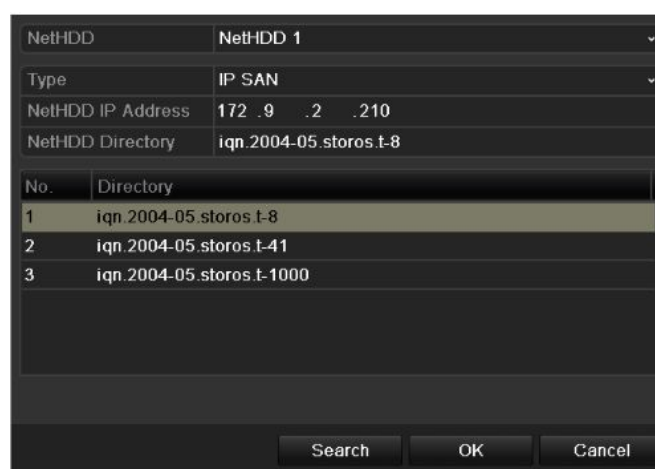 NetHDD NetHDD 1
Type IP SAN
NetHDD IP Address 172 .9 .2 .210
NetHDD Directory iqn.2004-05.storos.t-8
No. Directory
1 iqn.2004-05.storos.t-8
2 iqn.2004-05.storos.t-41
3 iqn.2004-05.storos.t-1000
Search OK Cancel